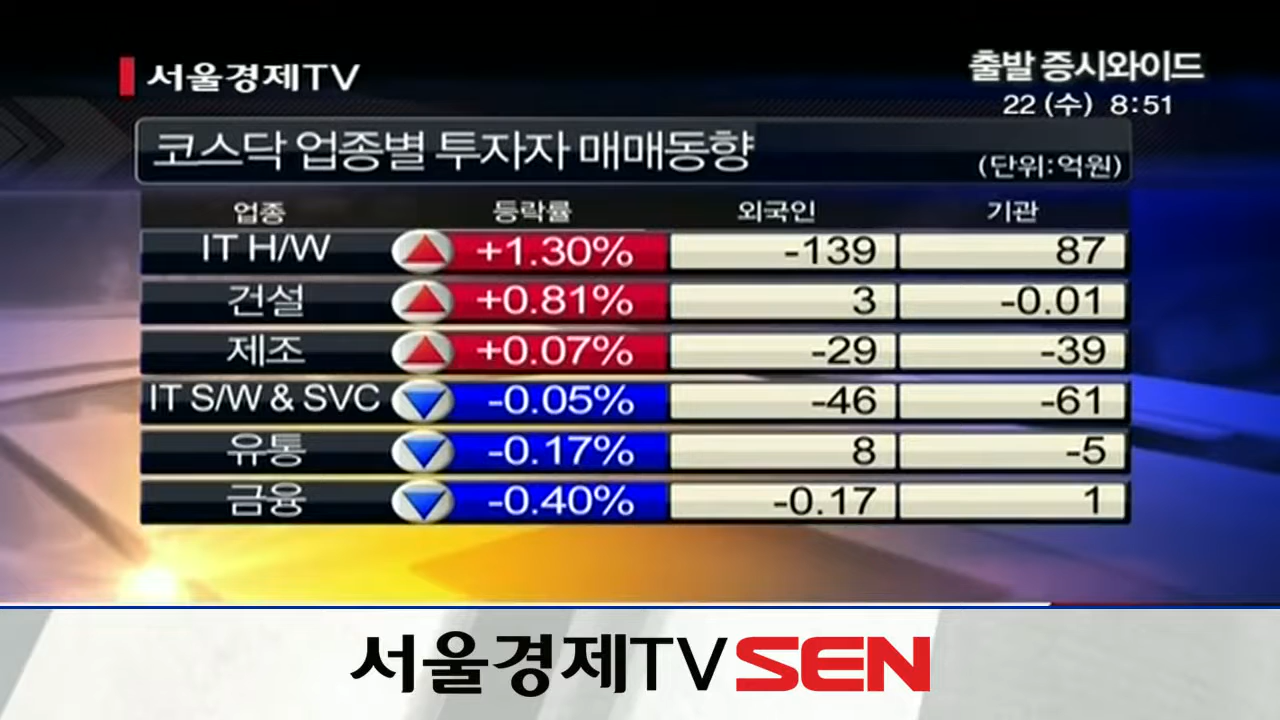 서울경제TV
출발 증시와이드
22 (수) 8:51
코스닥 업종별 투자자 매매동향 (단위:억원)
업종 등락률 외국인 기관
IT H/W +1.30% -139 87
건설 +0.81% 3 -0.01
제조 +0.07% -29 -39
IT S/W & SVC -0.05% -46 -61
유통 -0.17% 8 -5
금융 -0.40% -0.17 1
서울경제TV SEN